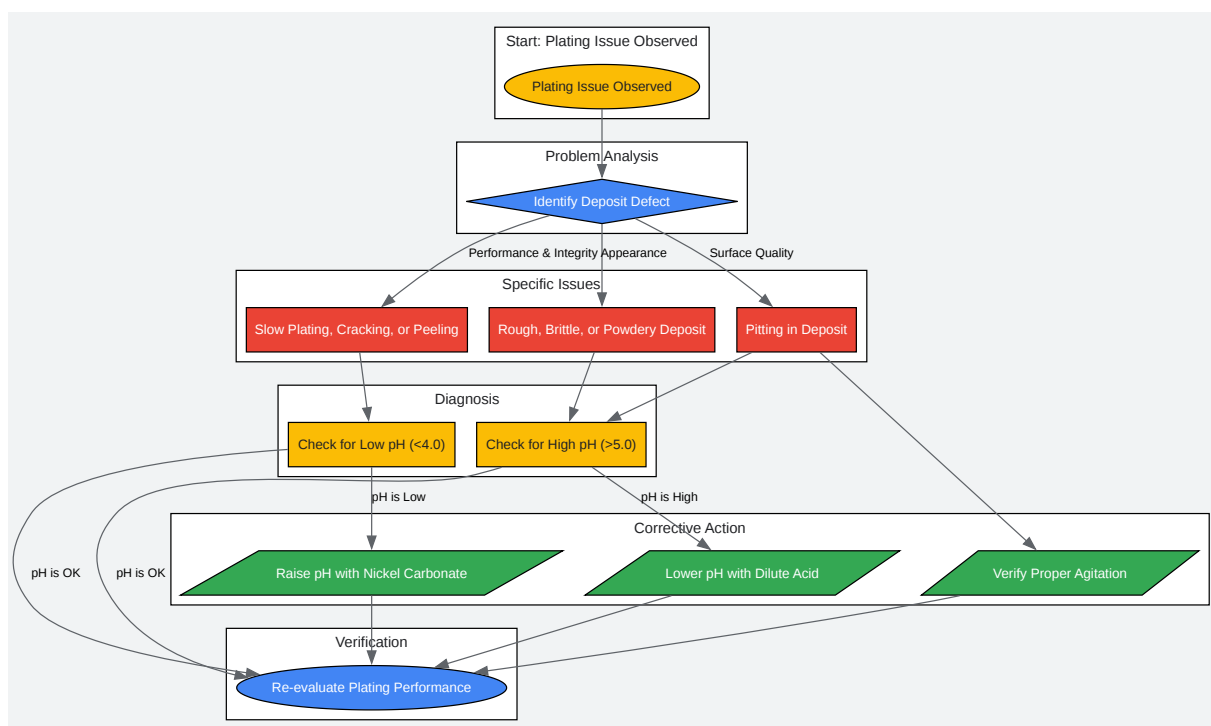 Start: Plating Issue Observed
Plating Issue Observed
Problem Analysis
Identify Deposit Defect
Performance & Integrity
Appearance
Surface Quality
Specific Issues
Slow Plating, Cracking, or Peeling
Rough, Brittle, or Powdery Deposit
Pitting in Deposit
Diagnosis
Check for Low pH (<4.0)
Check for High pH (>5.0)
pH is Low
pH is High
Corrective Action
pH is OK
pH is OK
Raise pH with Nickel Carbonate
Lower pH with Dilute Acid
Verify Proper Agitation
Verification
Re-evaluate Plating Performance